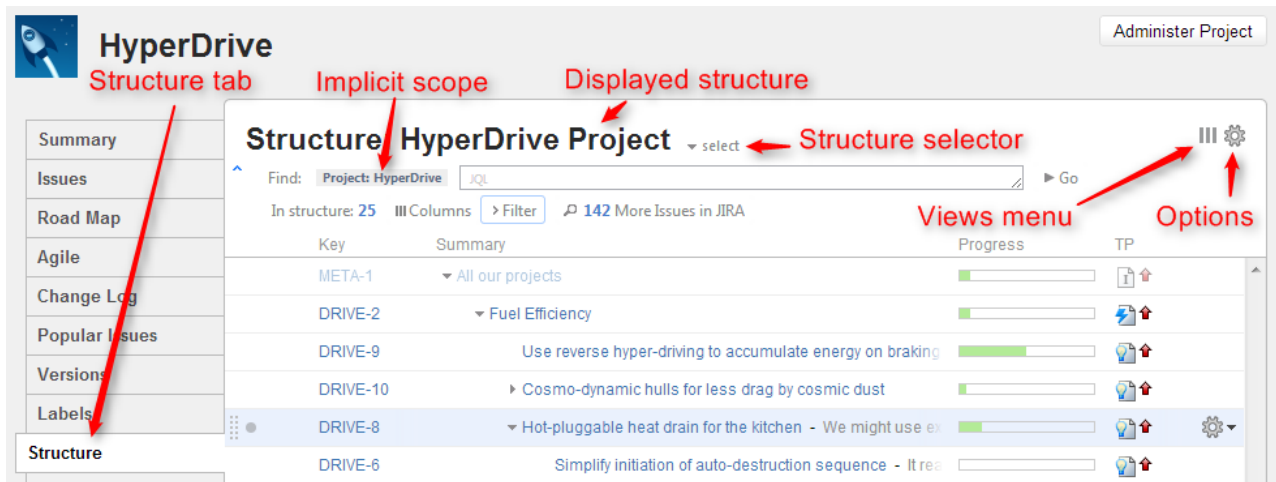 HyperDrive
Administer Project
Structure tab
Implicit scope
Displayed structure
Summary
Issues
Road Map
Agile
Change Log
Popular Issues
Versions
Labels
Structure
Structure HyperDrive Project select
Structure selector
Find: Project: HyperDrive JQL Go
In structure: 25 Columns Filter 142 More Issues in JIRA
Views menu
Options
Key Summary Progress TP
META-1 All our projects
DRIVE-2 Fuel Efficiency
DRIVE-9 Use reverse hyper-driving to accumulate energy on braking
DRIVE-10 Cosmo-dynamic hulls for less drag by cosmic dust
DRIVE-8 Hot-pluggable heat drain for the kitchen - We might use
DRIVE-6 Simplify initiation of auto-destruction sequence - It